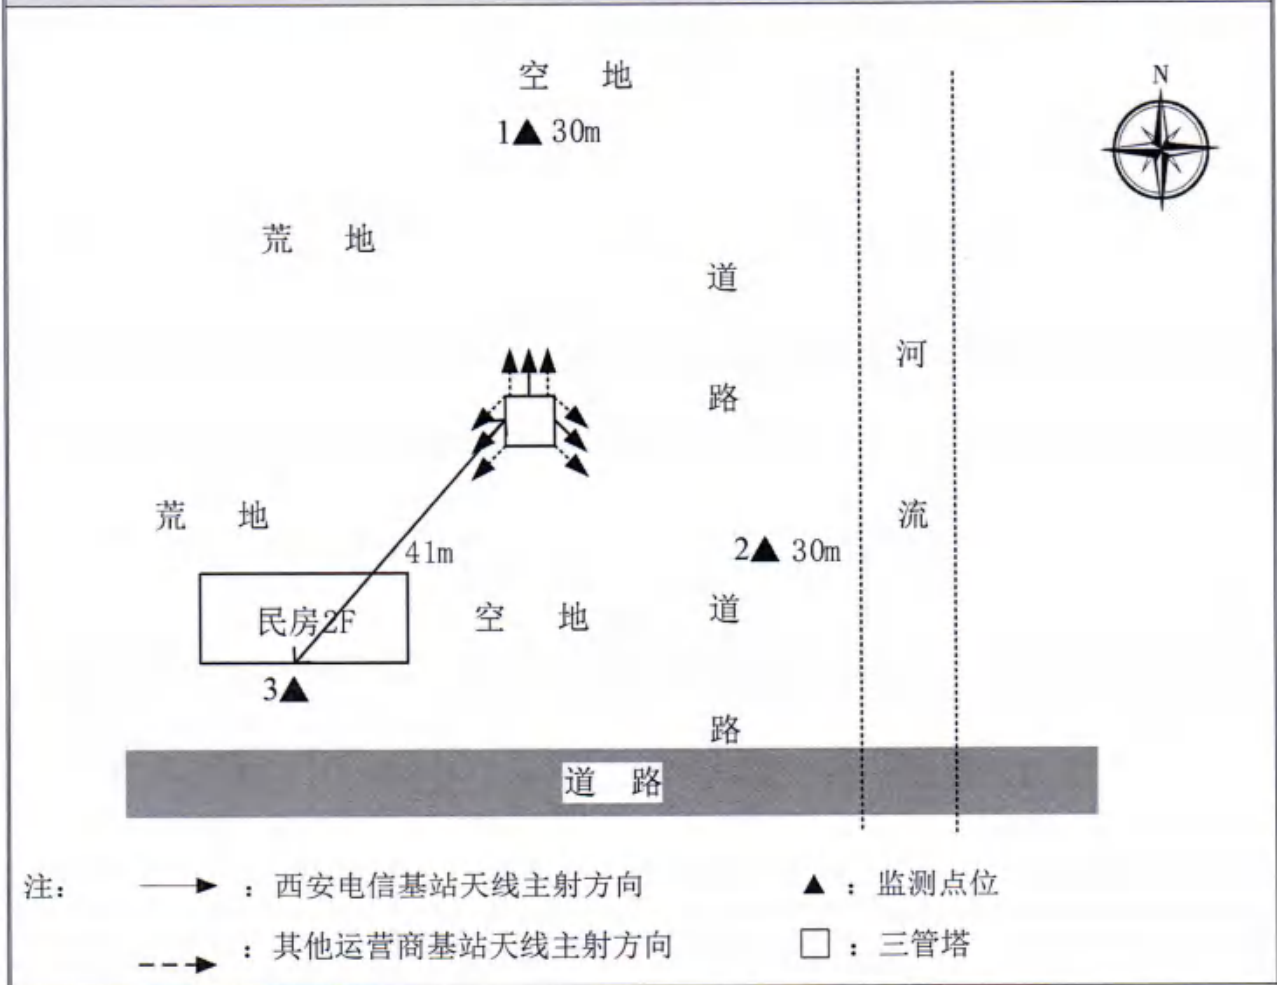 空 地
N
1▲ 30m
荒 地
道
河
路
荒 地
流
41m
2▲ 30m
民房2F
空 地
道
3▲
路
道 路
注：
：西安电信基站天线主射方向
▲：监测点位
：其他运营商基站天线主射方向
□：三管塔